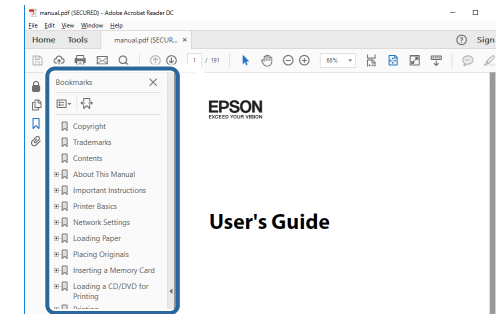 manual.pdf (SECURED) - Adobe Acrobat Reader DC
File Edit View Window Help
Home Tools manual.pdf (SECUR... ×
Sign
1 / 191
68%
Bookmarks
Copyright
Trademarks
Contents
About This Manual
Important Instructions
Printer Basics
Network Settings
Loading Paper
Placing Originals
Inserting a Memory Card
Loading a CD/DVD for
Printing
Printing
EPSON
EXCEED YOUR VISION
User's Guide